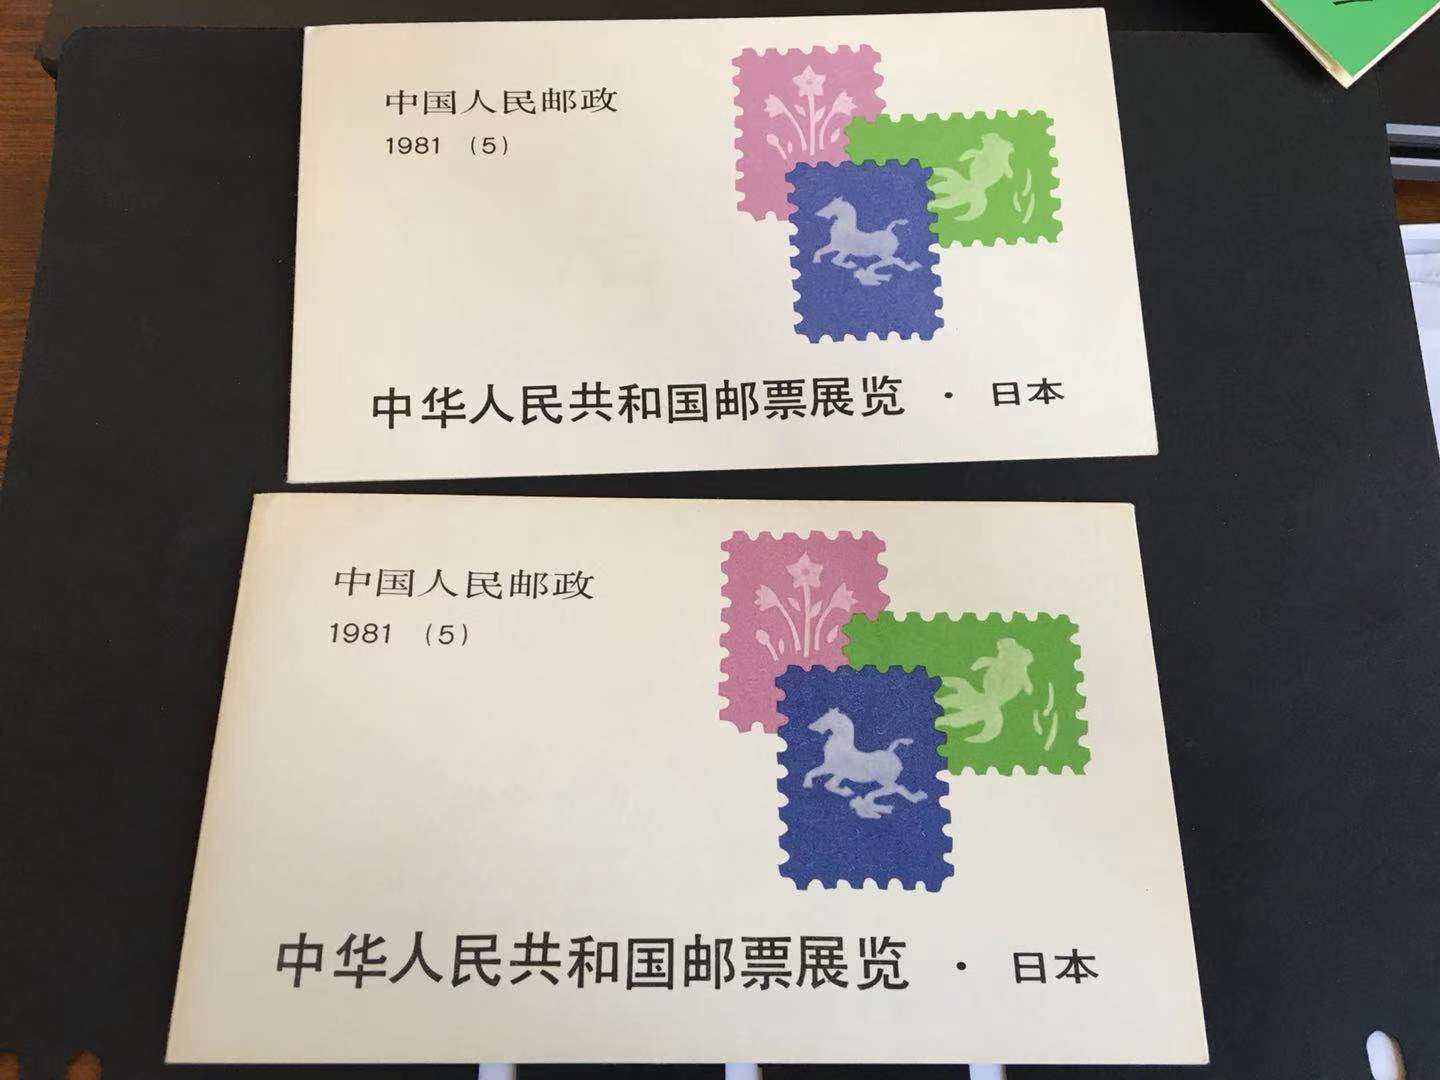 中国人民邮政
1981 (5)
中华人民共和国邮票展览 · 日本
中国人民邮政
1981 (5)
中华人民共和国邮票展览 · 日本